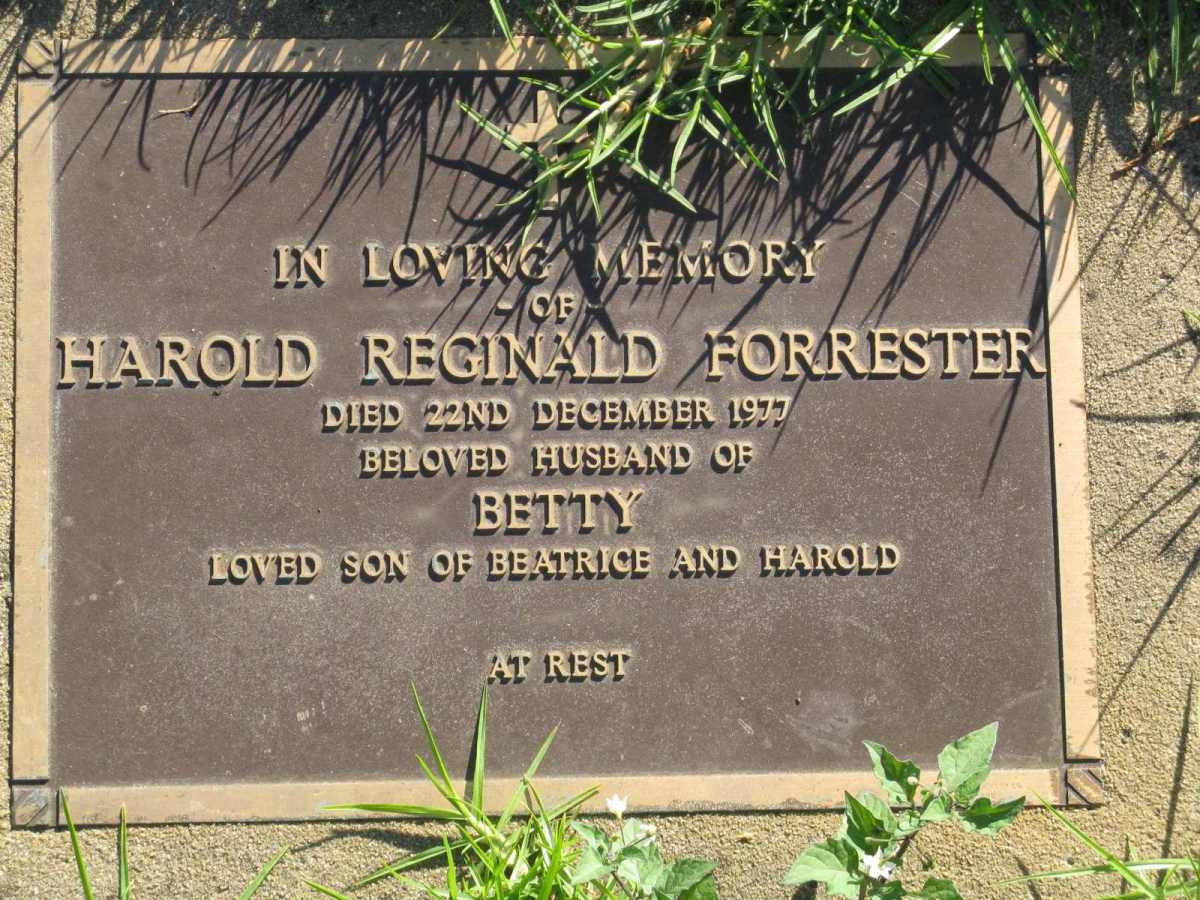 IN LOVING MEMORY
- OF -
HAROLD REGINALD FORRESTER
DIED 22ND DECEMBER 1977
BELOVED HUSBAND OF
BETTY
LOVED SON OF BEATRICE AND HAROLD
AT REST